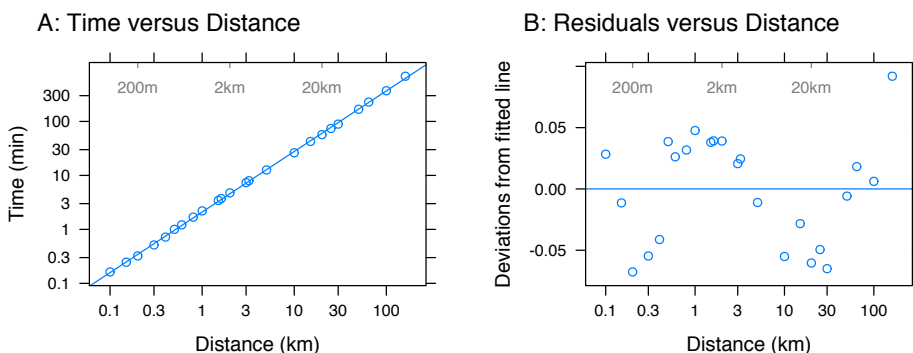 A: Time versus Distance
200m 2km 20km
300
100
30
10
3
1
0.3
0.1
Time (min)
0.1 0.3 1 3 10 30 100
Distance (km)
B: Residuals versus Distance
200m 2km 20km
0.05
0.00
-0.05
Deviations from fitted line
0.1 0.3 1 3 10 30 100
Distance (km)